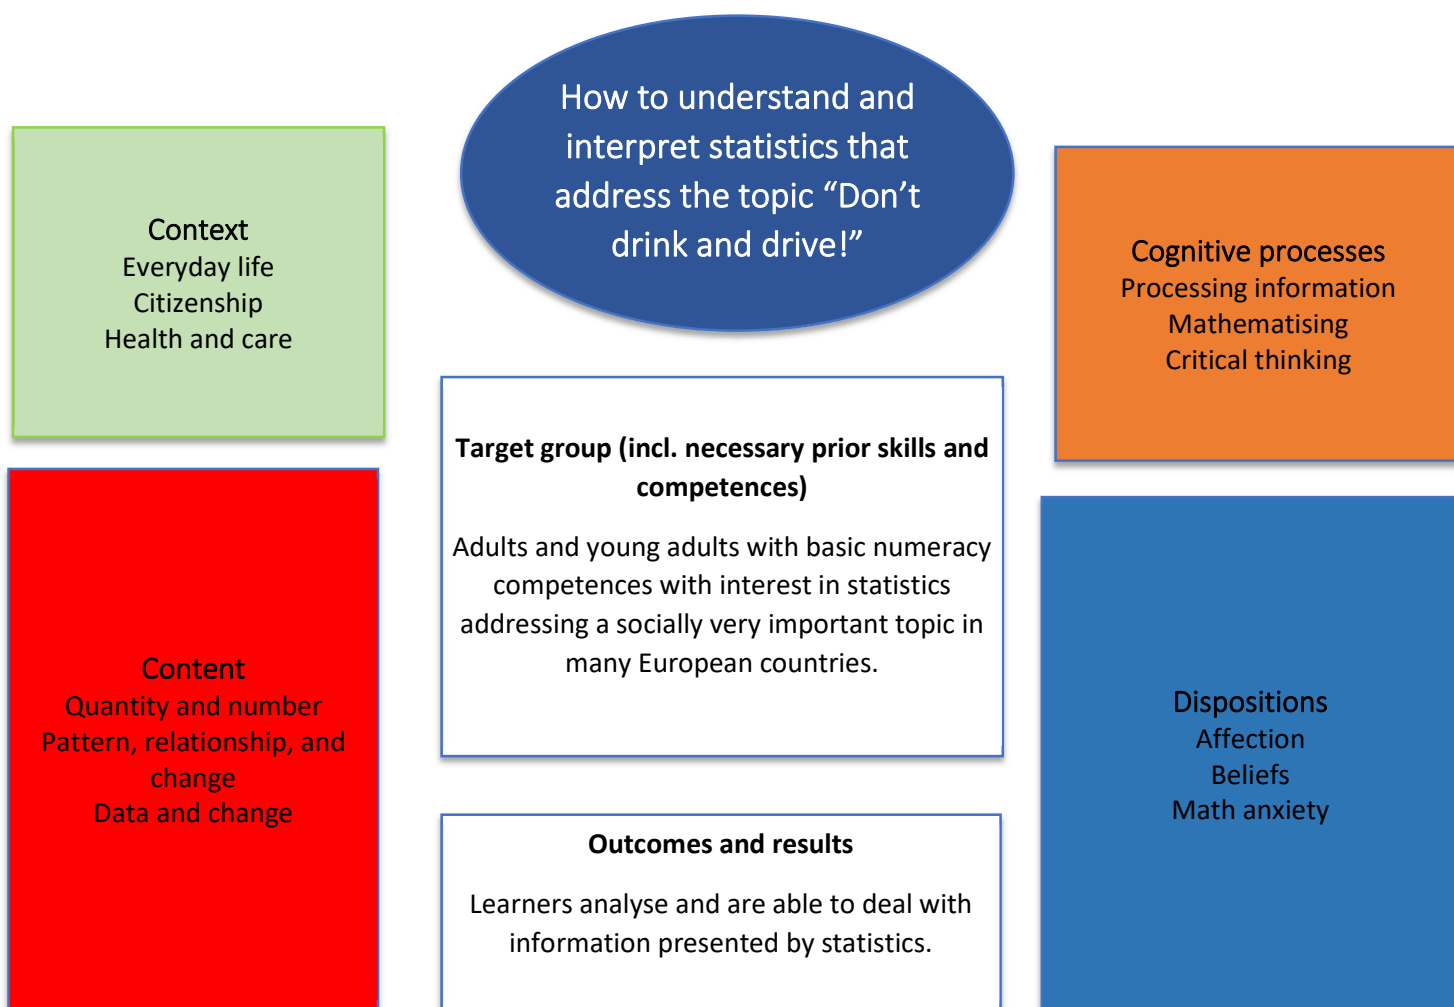 How to understand and
interpret statistics that
address the topic “Don’t
drink and drive!”
Context
Everyday life
Citizenship
Health and care
Cognitive processes
Processing information
Mathematising
Critical thinking
Target group (incl. necessary prior skills and
competences)
Adults and young adults with basic numeracy
competences with interest in statistics
addressing a socially very important topic in
many European countries.
Content
Quantity and number
Pattern, relationship, and
change
Data and change
Dispositions
Affection
Beliefs
Math anxiety
Outcomes and results
Learners analyse and are able to deal with
information presented by statistics.